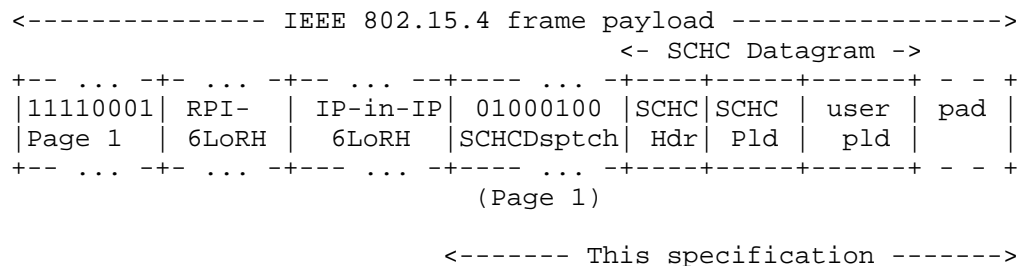 <--------------- IEEE 802.15.4 frame payload ----------------->
                                       <- SCHC Datagram ->
+-- ... -+- ... -+-- ... --+---- ... -+----+-----+------+ - - +
|11110001| RPI-  | IP-in-IP| 01000100 |SCHC|SCHC | user | pad |
|Page 1  | 6LoRH |  6LoRH  |SCHCDsptch| Hdr| Pld |  pld |     |
+-- ... -+- ... -+--- ... -+---- ... -+----+-----+------+ - - +
                             (Page 1)
                           <------- This specification ------->